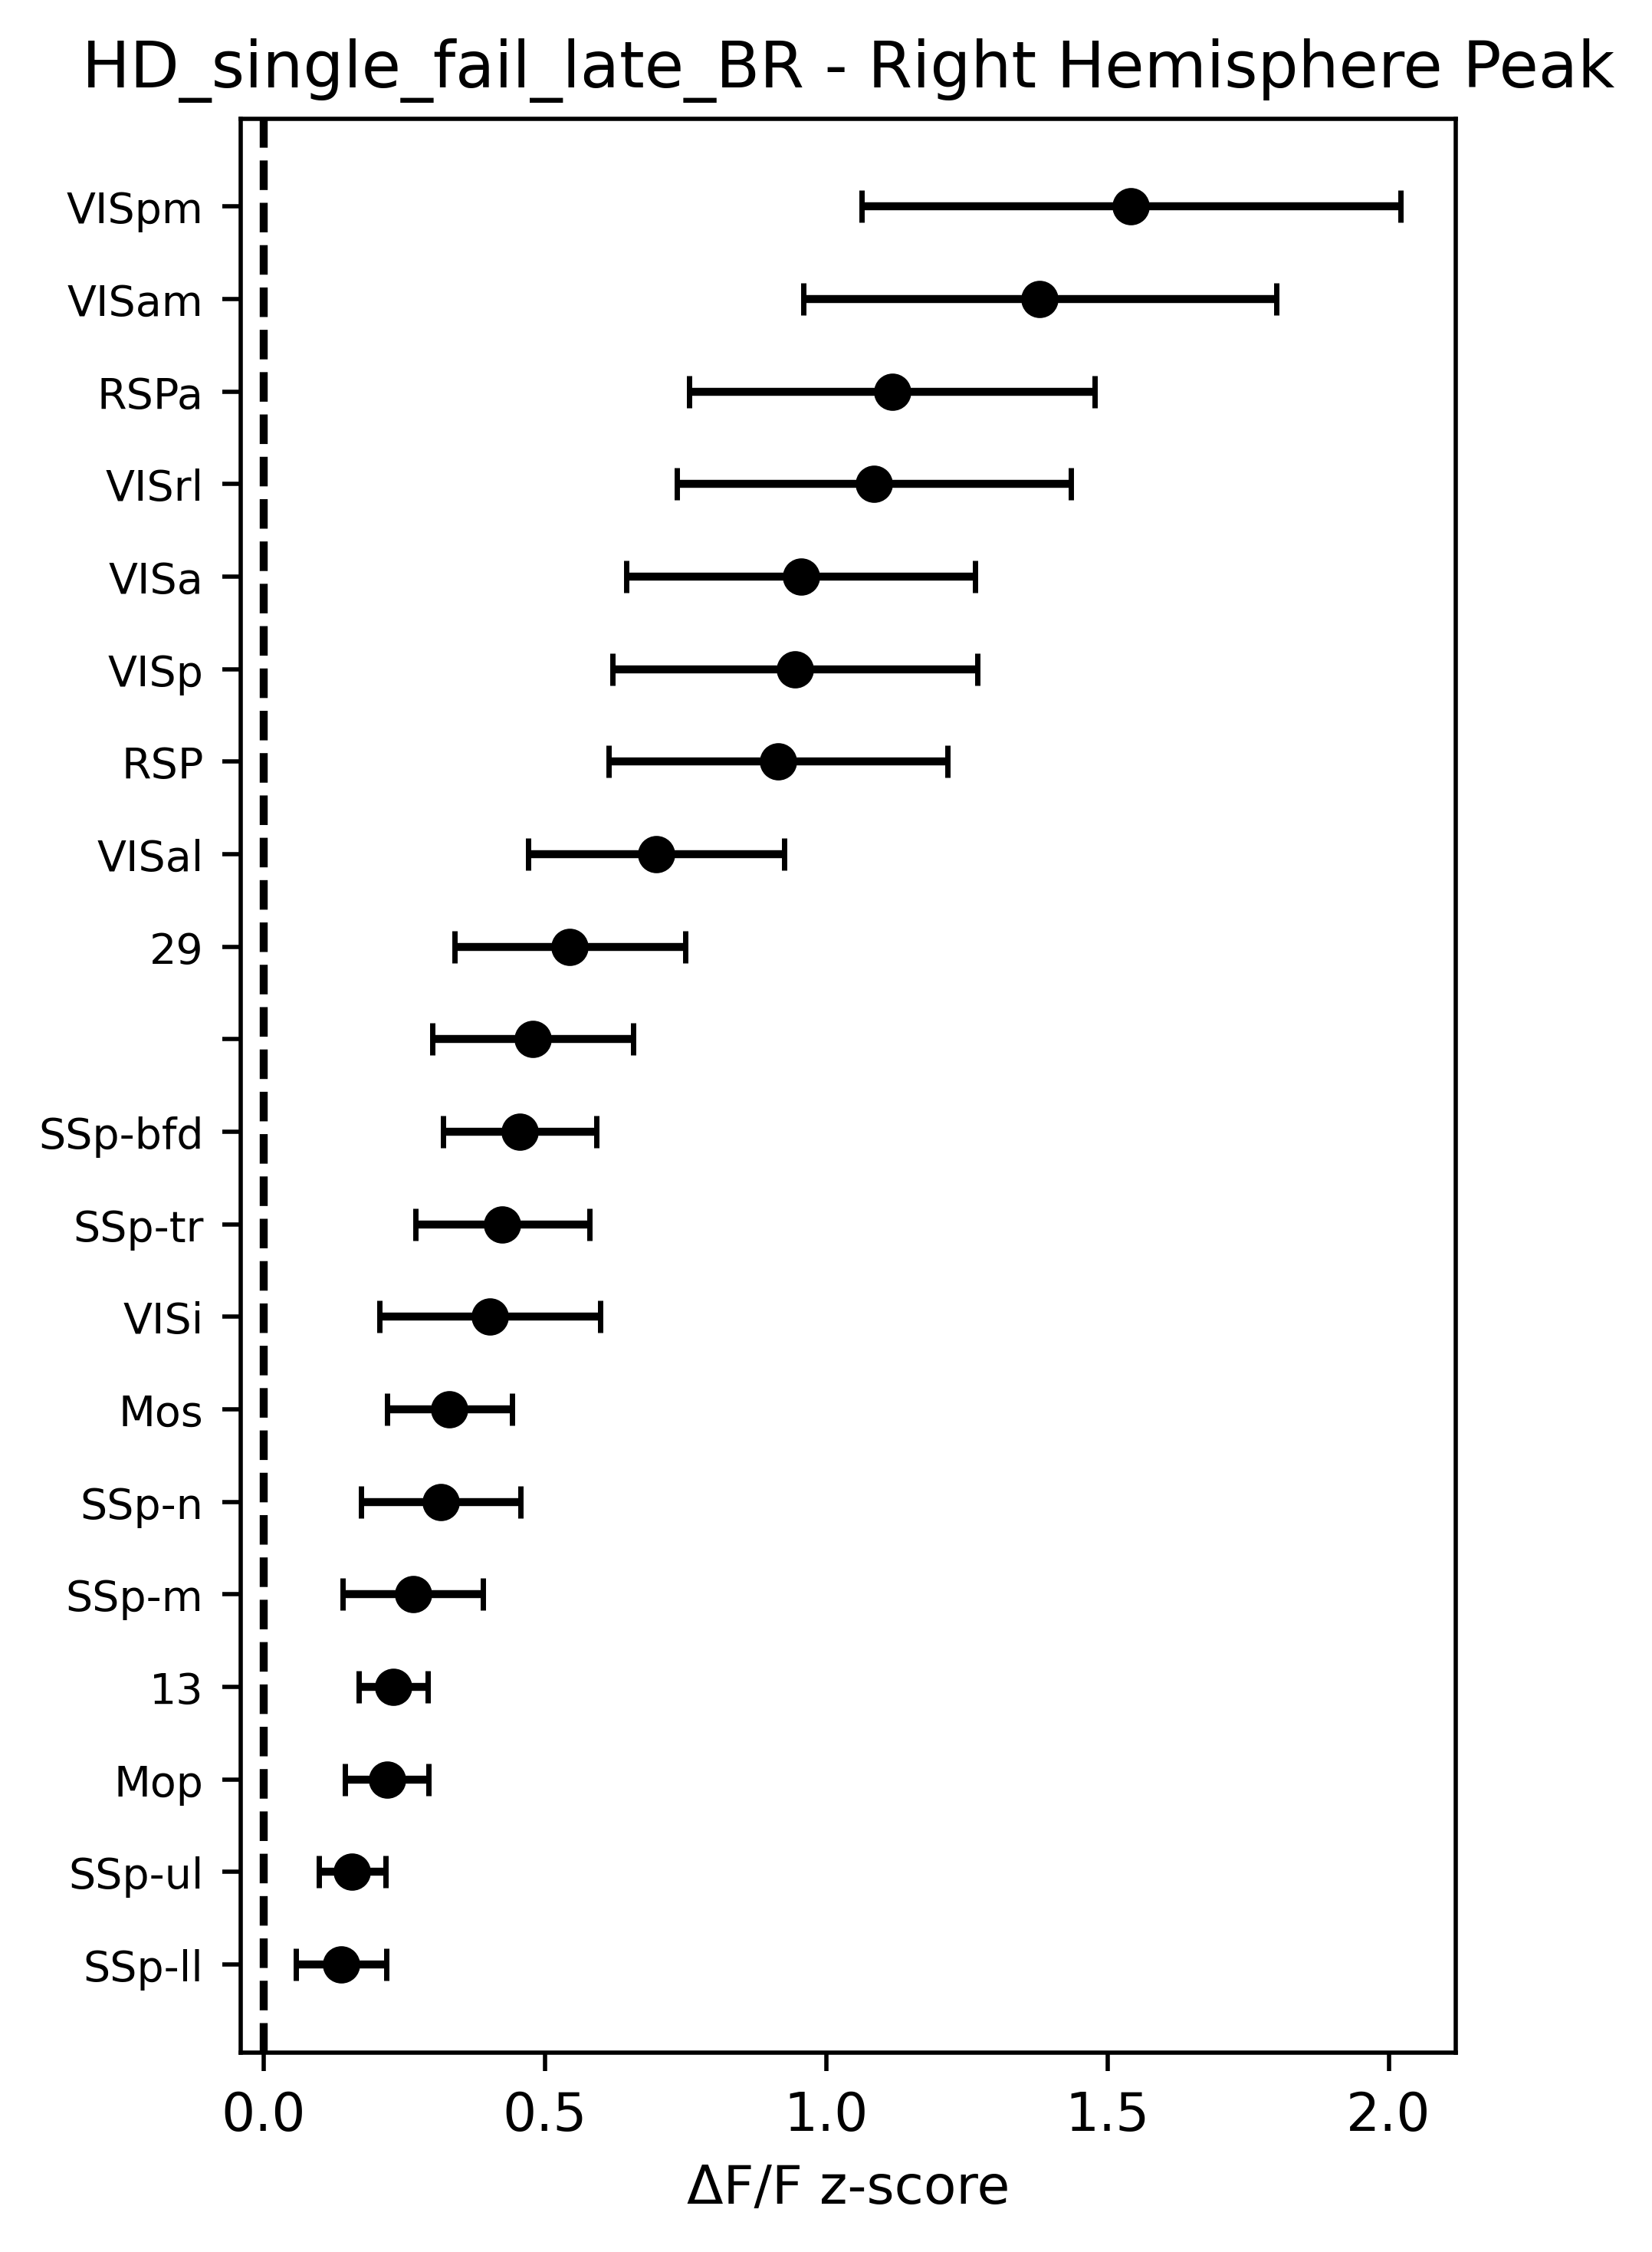 HD_single_fail_late_BR - Right Hemisphere Peak
VISpm
VISam
RSPa
VISrl
VISa
VISp
RSP
VISal
29
SSp-bfd
SSp-tr
VISi
Mos
SSp-n
SSp-m
13
Mop
SSp-ul
SSp-ll
0.0 0.5 1.0 1.5 2.0
ΔF/F z-score